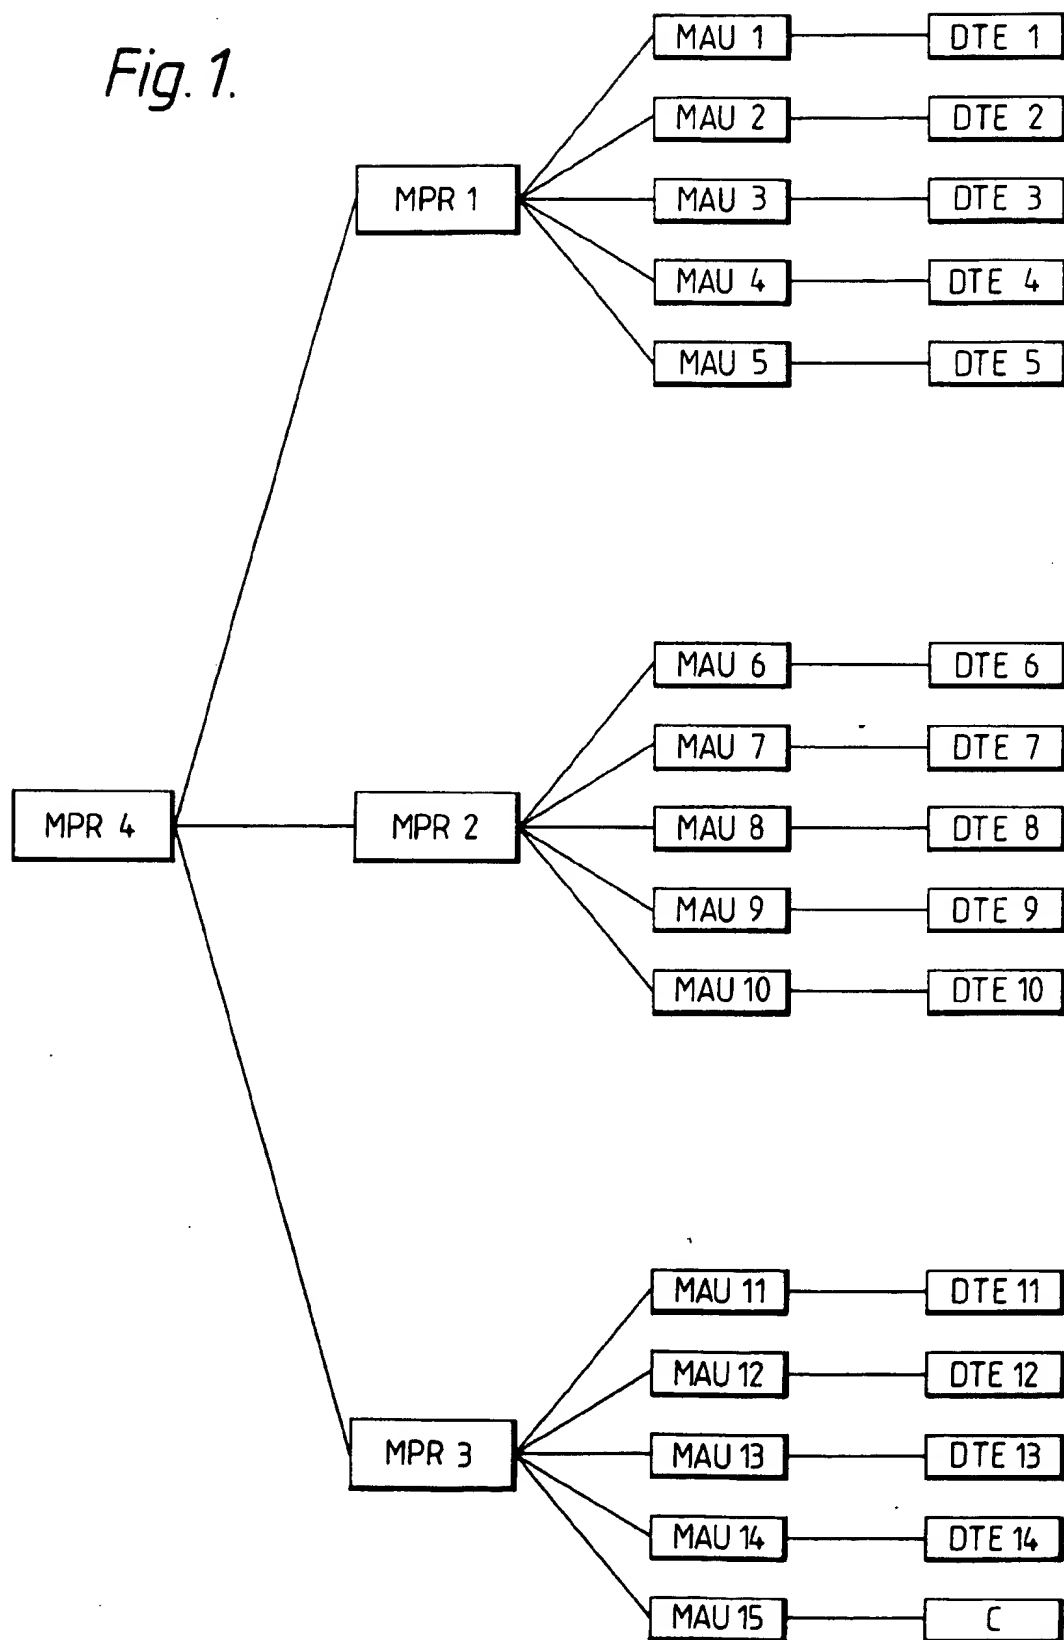 Fig. 1.
MAU 1 DTE 1
MAU 2 DTE 2
MPR 1 MAU 3 DTE 3
MAU 4 DTE 4
MAU 5 DTE 5
MAU 6 DTE 6
MAU 7 DTE 7
MPR 4 MPR 2 MAU 8 DTE 8
MAU 9 DTE 9
MAU 10 DTE 10
MAU 11 DTE 11
MAU 12 DTE 12
MPR 3 MAU 13 DTE 13
MAU 14 DTE 14
MAU 15 C